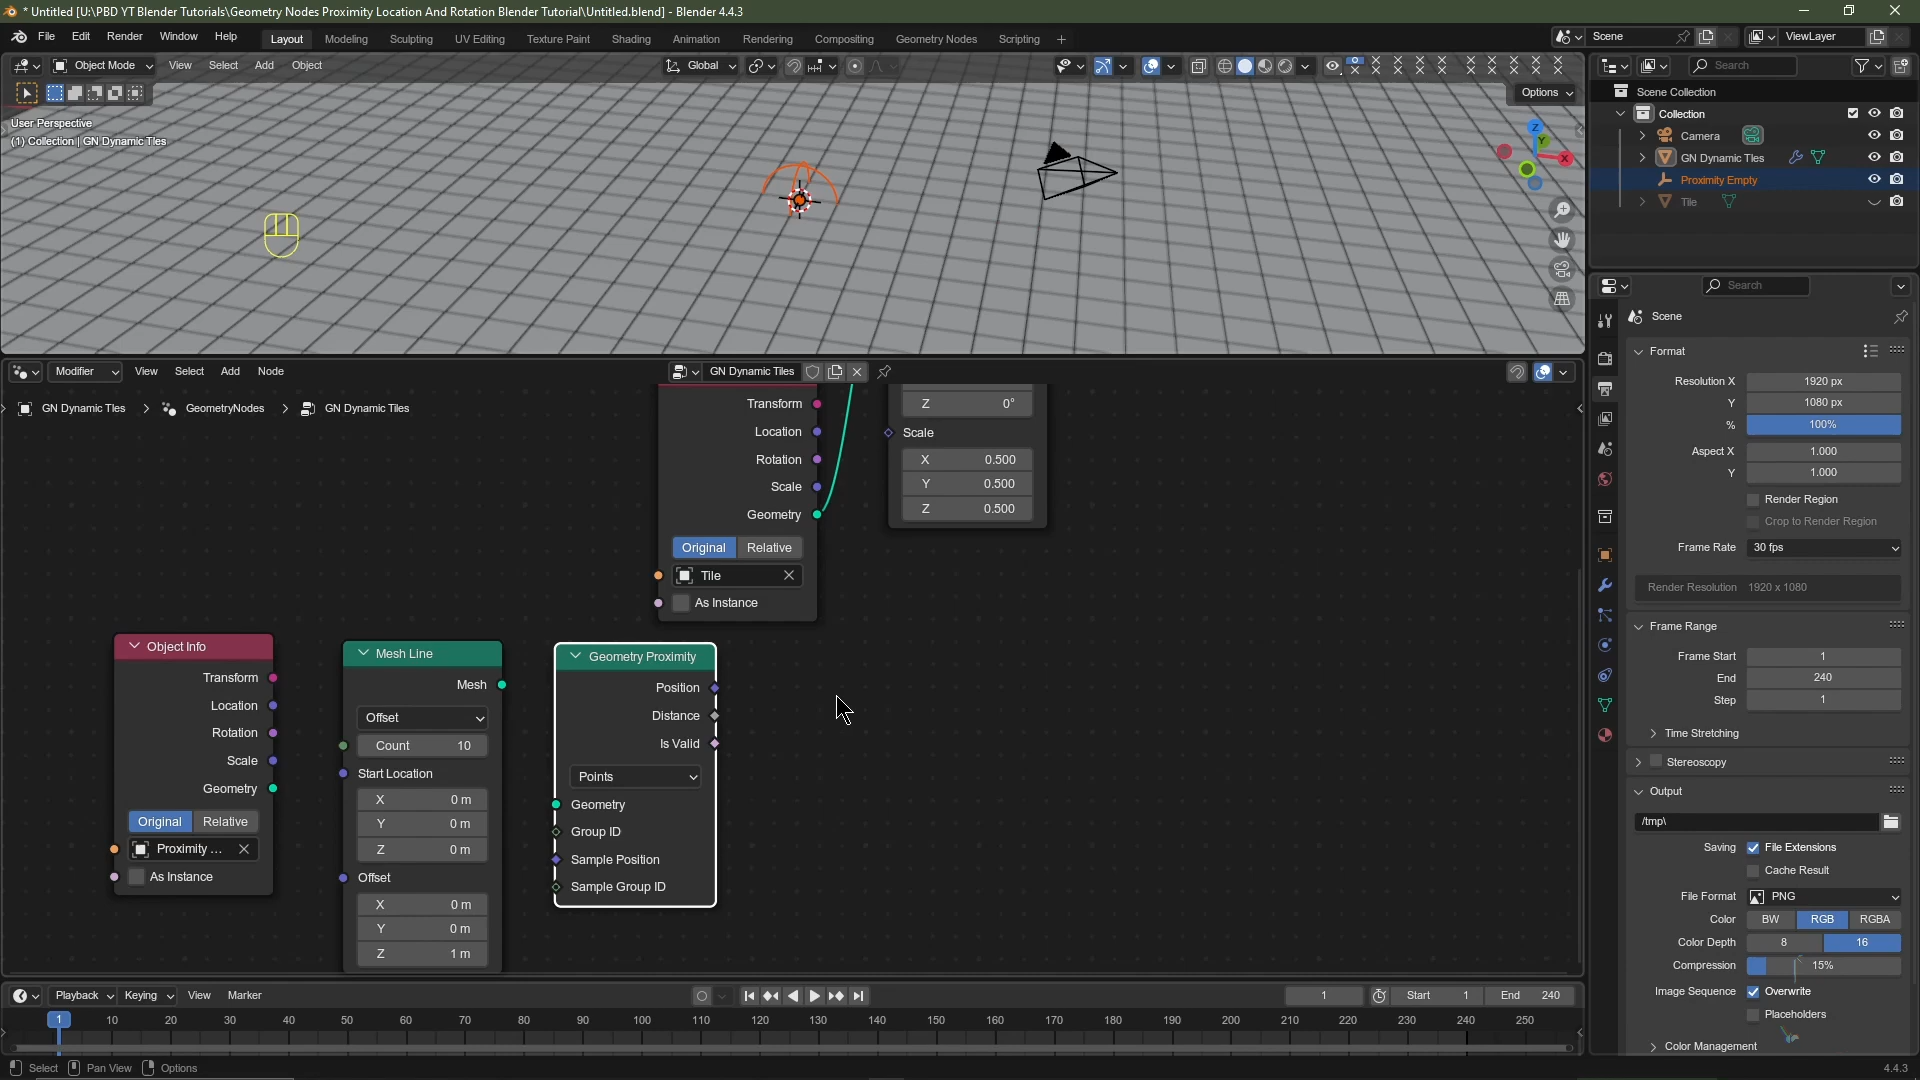 * Untitled [U:\PBD YT Blender Tutorials\Geometry Nodes Proximity Location And Rotation Blender Tutorial\Untitled.blend] - Blender 4.4.3
File Edit Render Window Help
Layout Modeling Sculpting UV Editing Texture Paint Shading Animation Rendering Compositing Geometry Nodes Scripting +
Scene
ViewLayer
Object Mode View Select Add Object
Global
Options
User Perspective
(1) Collection | GN Dynamic Tiles
Z
Y
X
Search
Scene Collection
Collection
Camera
GN Dynamic Tiles
Proximity Empty
Tile
Search
Scene
Format
Resolution X 1920 px
Y 1080 px
% 100%
Aspect X 1.000
Y 1.000
Render Region
Crop to Render Region
Frame Rate 30 fps
Render Resolution 1920 x 1080
Frame Range
Frame Start 1
End 240
Step 1
Time Stretching
Stereoscopy
Output
/tmp\
Saving File Extensions
Cache Result
File Format PNG
Color BW RGB RGBA
Color Depth 8 16
Compression 15%
Image Sequence Overwrite
Placeholders
Color Management
Modifier View Select Add Node
GN Dynamic Tiles
GN Dynamic Tiles > GeometryNodes > GN Dynamic Tiles
Transform
Location
Rotation
Scale
Geometry
Original Relative
Tile
As Instance
Z 0°
Scale
X 0.500
Y 0.500
Z 0.500
Object Info
Transform
Location
Rotation
Scale
Geometry
Original Relative
Proximity ...
As Instance
Mesh Line
Mesh
Offset
Count 10
Start Location
X 0 m
Y 0 m
Z 0 m
Offset
X 0 m
Y 0 m
Z 1 m
Geometry Proximity
Position
Distance
Is Valid
Points
Geometry
Group ID
Sample Position
Sample Group ID
Playback Keying View Marker
1 Start 1 End 240
1 10 20 30 40 50 60 70 80 90 100 110 120 130 140 150 160 170 180 190 200 210 220 230 240 250
Select Pan View Options
4.4.3